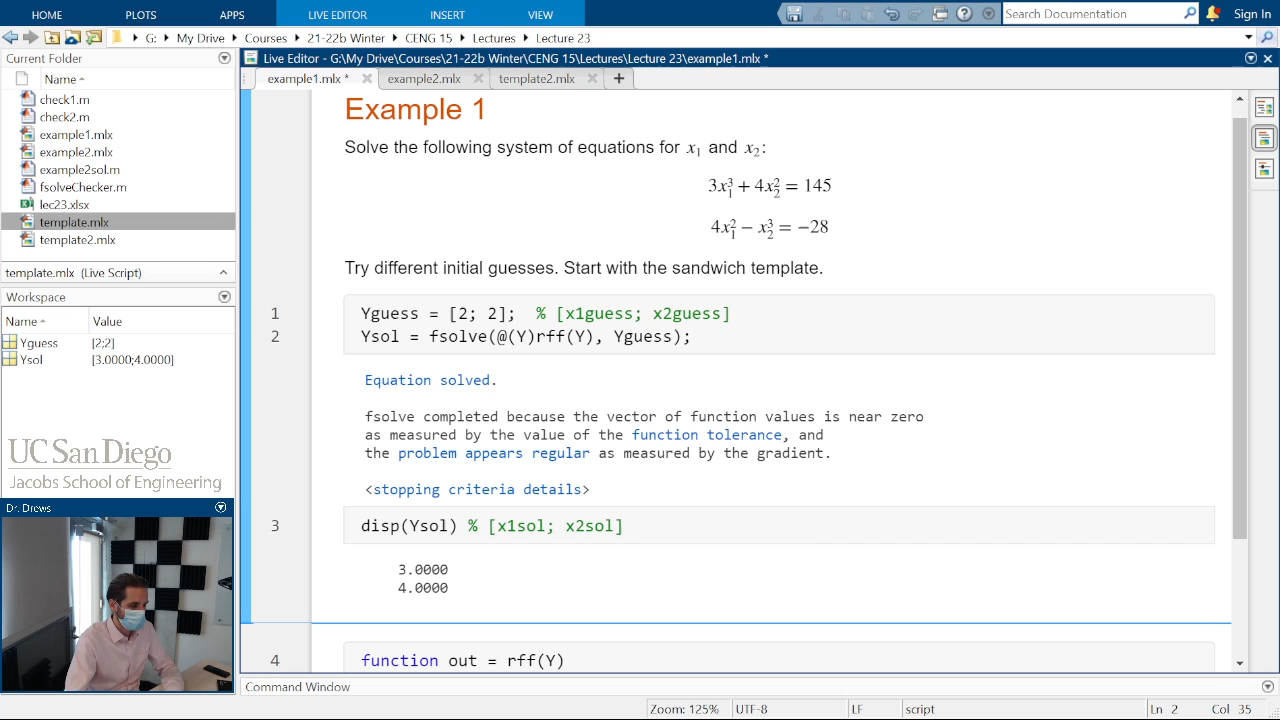 HOME PLOTS APPS LIVE EDITOR INSERT VIEW Search Documentation Sign In
G: My Drive Courses 21-22b Winter CENG 15 Lectures Lecture 23
Current Folder
Name
check1.m
check2.m
example1.mlx
example2.mlx
example2sol.m
fsolveChecker.m
lec23.xlsx
template.mlx
template2.mlx
template.mlx (Live Script)
Workspace
Name Value
Yguess [2;2]
Ysol [3.0000;4.0000]
UC San Diego
Jacobs School of Engineering
Dr. Drews
Live Editor - G:\My Drive\Courses\21-22b Winter\CENG 15\Lectures\Lecture 23\example1.mlx *
example1.mlx * example2.mlx template2.mlx
Example 1
Solve the following system of equations for x₁ and x₂:
3x₁³ + 4x₂² = 145
4x₁² − x₂³ = −28
Try different initial guesses. Start with the sandwich template.
1 Yguess = [2; 2]; % [x1guess; x2guess]
2 Ysol = fsolve(@(Y)rff(Y), Yguess);
Equation solved.
fsolve completed because the vector of function values is near zero
as measured by the value of the function tolerance, and
the problem appears regular as measured by the gradient.
<stopping criteria details>
3 disp(Ysol) % [x1sol; x2sol]
3.0000
4.0000
4 function out = rff(Y)
Command Window
Zoom: 125% UTF-8 LF script Ln 2 Col 35